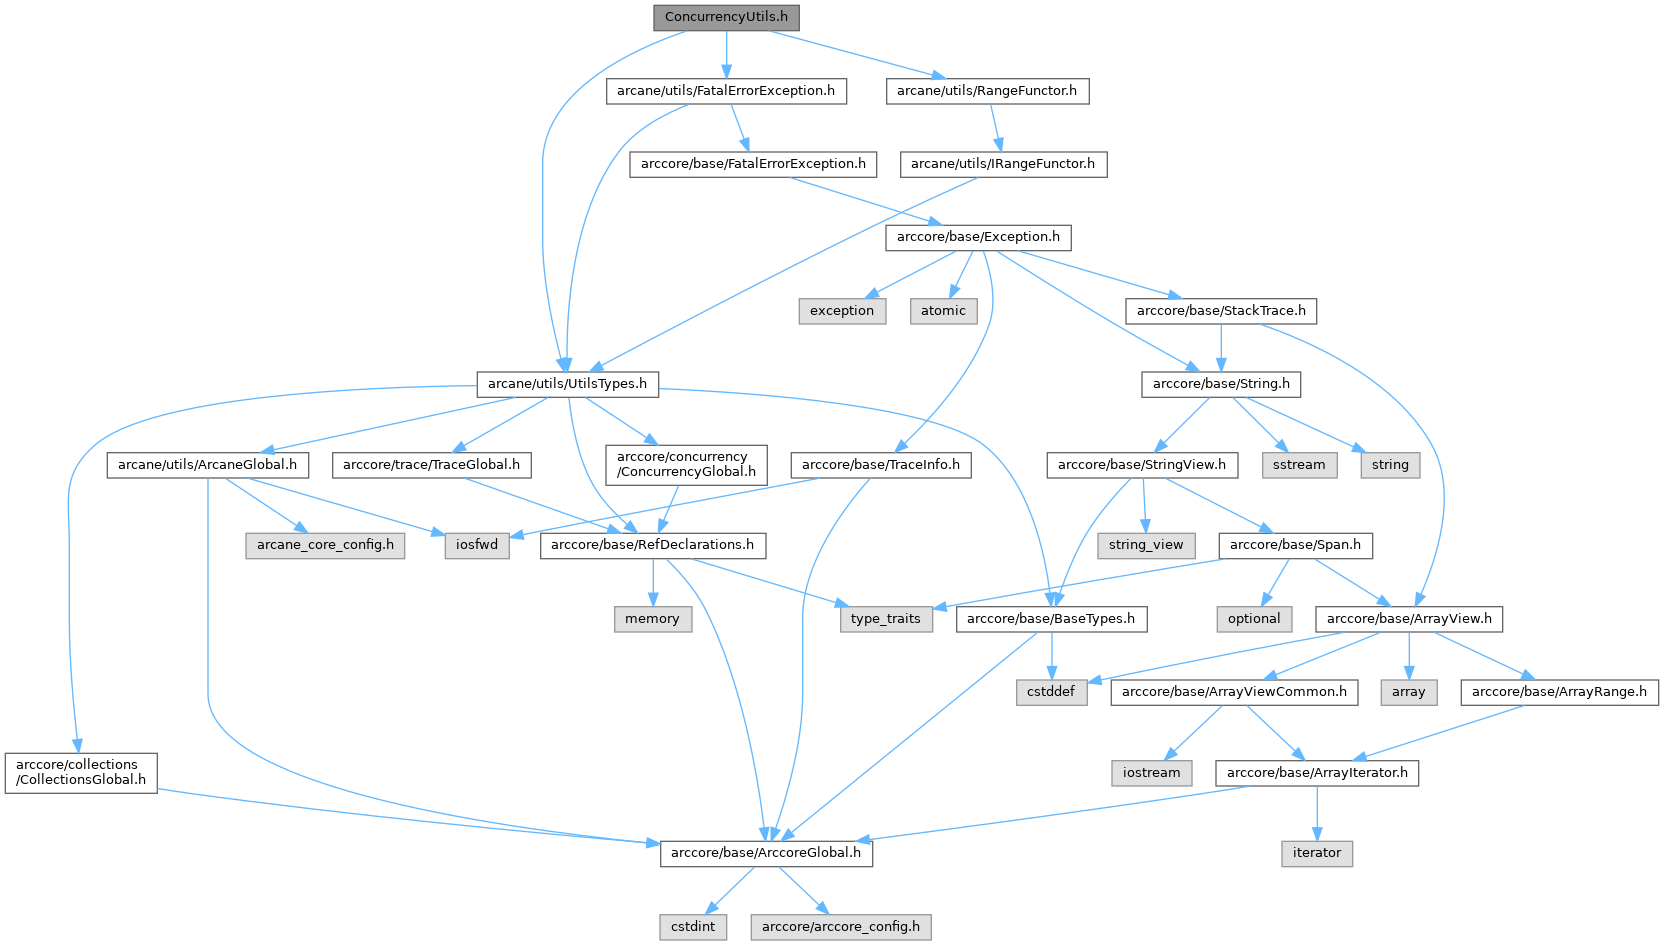 ConcurrencyUtils.h
arcane/utils/FatalErrorException.h
arcane/utils/RangeFunctor.h
arccore/base/FatalErrorException.h
arcane/utils/IRangeFunctor.h
arccore/base/Exception.h
exception
atomic
arccore/base/StackTrace.h
arcane/utils/UtilsTypes.h
arccore/base/String.h
arcane/utils/ArcaneGlobal.h
arccore/trace/TraceGlobal.h
arccore/concurrency
/ConcurrencyGlobal.h
arccore/base/TraceInfo.h
arccore/base/StringView.h
sstream
string
arcane_core_config.h
iosfwd
arccore/base/RefDeclarations.h
string_view
arccore/base/Span.h
memory
type_traits
arccore/base/BaseTypes.h
optional
arccore/base/ArrayView.h
cstddef
arccore/base/ArrayViewCommon.h
array
arccore/base/ArrayRange.h
arccore/collections
/CollectionsGlobal.h
iostream
arccore/base/ArrayIterator.h
arccore/base/ArccoreGlobal.h
iterator
cstdint
arccore/arccore_config.h